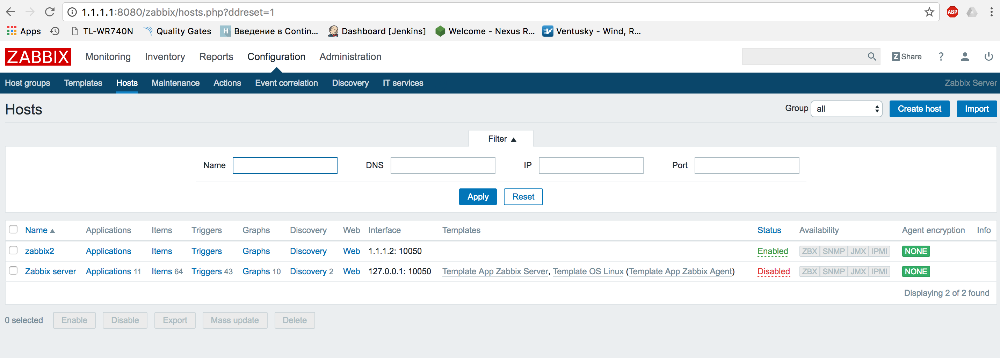 1.1.1.1:8080/zabbix/hosts.php?ddreset=1
ABP
Apps TL-WR740N Quality Gates H Введение в Contin... Dashboard [Jenkins] Welcome - Nexus R... Ventusky - Wind, R...
ZABBIX Monitoring Inventory Reports Configuration Administration Z Share ?
Host groups Templates Hosts Maintenance Actions Event correlation Discovery IT services Zabbix Server
Hosts Group all Create host Import
Filter
Name DNS IP Port
Apply Reset
Name Applications Items Triggers Graphs Discovery Web Interface Templates Status Availability Agent encryption Info
zabbix2 Applications Items Triggers Graphs Discovery Web 1.1.1.2: 10050 Enabled ZBX SNMP JMX IPMI NONE
Zabbix server Applications 11 Items 64 Triggers 43 Graphs 10 Discovery 2 Web 127.0.0.1: 10050 Template App Zabbix Server, Template OS Linux (Template App Zabbix Agent) Disabled ZBX SNMP JMX IPMI NONE
Displaying 2 of 2 found
0 selected Enable Disable Export Mass update Delete